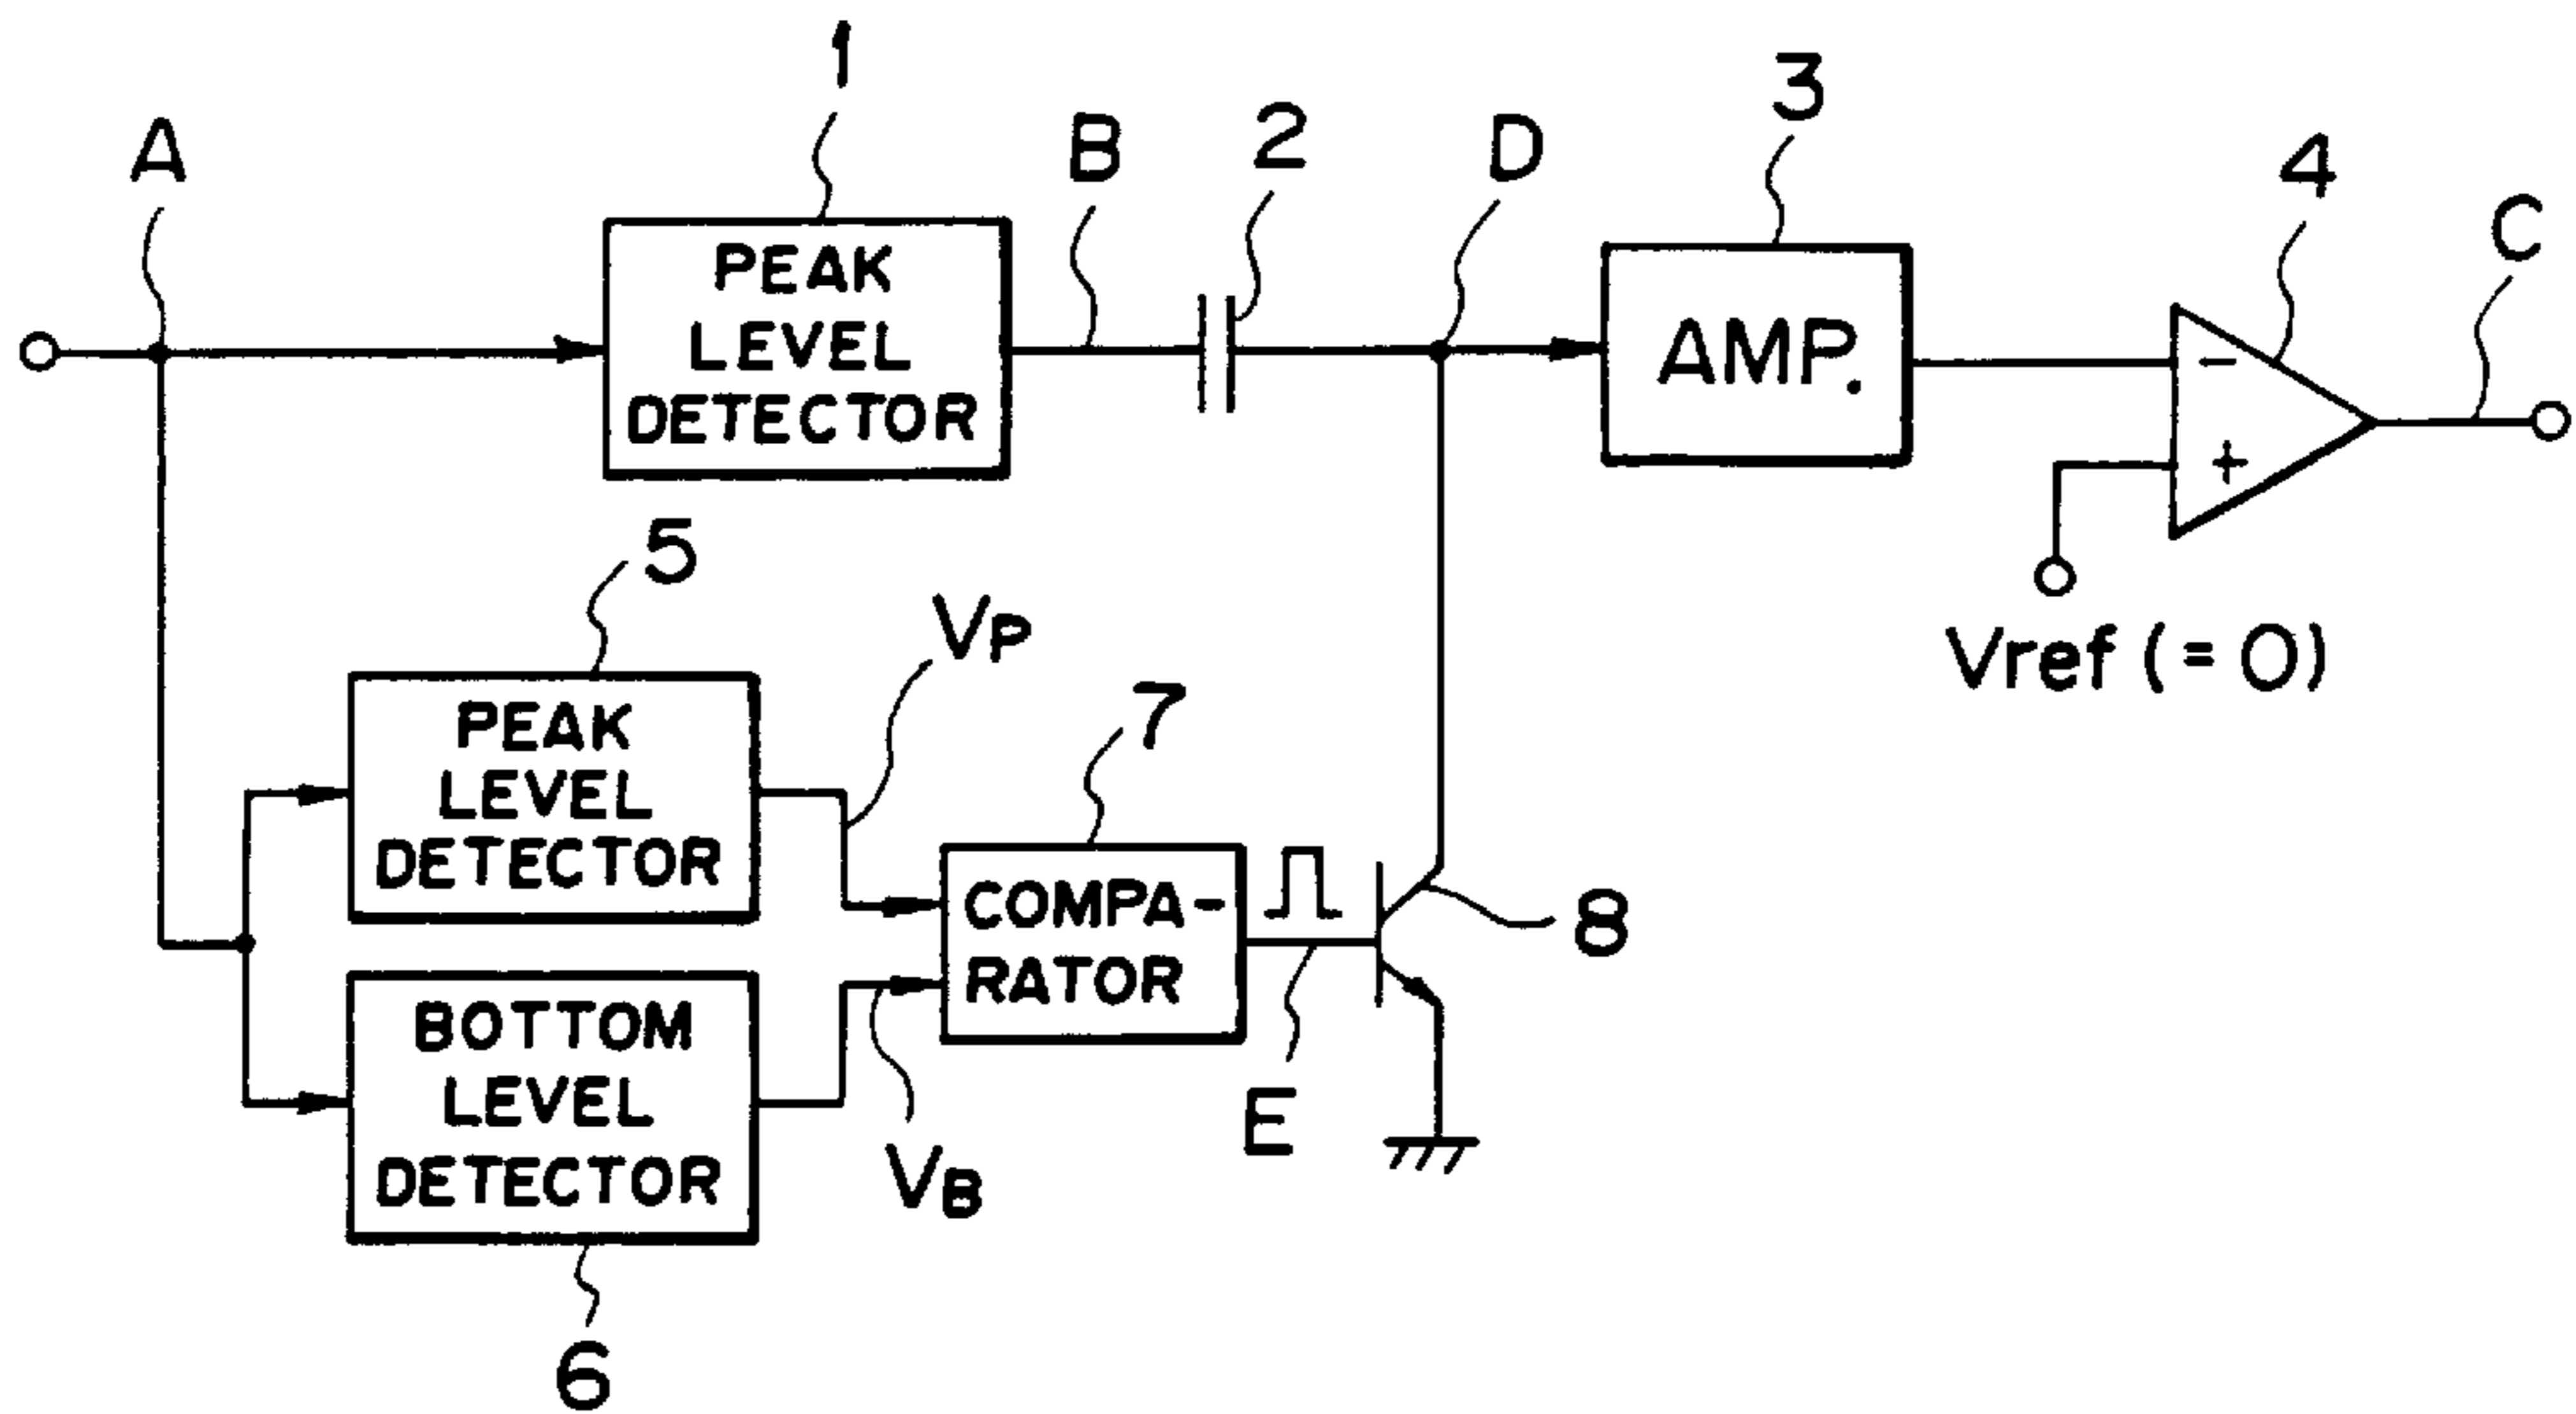 1
A
B
2
D
3
4
C
PEAK
LEVEL
DETECTOR
AMP.
-
+
Vref (= 0)
5
VP
7
PEAK
LEVEL
DETECTOR
COMPA-
RATOR
8
BOTTOM
LEVEL
DETECTOR
E
VB
6